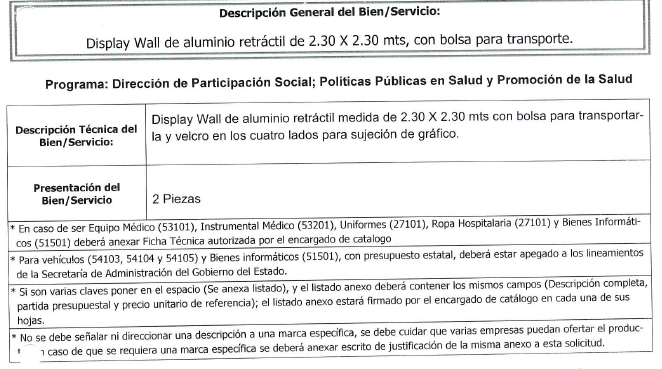 Descripción General del Bien/Servicio:
Display Wall de aluminio retráctil de 2.30 X 2.30 mts, con bolsa para transporte.
Programa: Dirección de Participación Social; Políticas Públicas en Salud y Promoción de la Salud
Descripción Técnica del
Bien/Servicio:
Display Wall de aluminio retráctil medida de 2.30 X 2.30 mts con bolsa para transportar-
la y velcro en los cuatro lados para sujeción de gráfico.
Presentación del
Bien/Servicio
2 Piezas
* En caso de ser Equipo Médico (53101), Instrumental Médico (53201), Uniformes (27101), Ropa Hospitalaria (27101) y Bienes Informáti-
cos (51501) deberá anexar Ficha Técnica autorizada por el encargado de catalogo
* Para vehículos (54103, 54104 y 54105) y Bienes informáticos (51501), con presupuesto estatal, deberá estar apegado a los lineamientos
de la Secretaría de Administración del Gobierno del Estado.
* Si son varias claves poner en el espacio (Se anexa listado), y el listado anexo deberá contener los mismos campos (Descripción completa,
partida presupuestal y precio unitario de referencia); el listado anexo estará firmado por el encargado de catálogo en cada una de sus
hojas.
* No se debe señalar ni direccionar una descripción a una marca específica, se debe cuidar que varias empresas puedan ofertar el produc-
caso de que se requiera una marca específica se deberá anexar escrito de justificación de la misma anexo a esta solicitud.